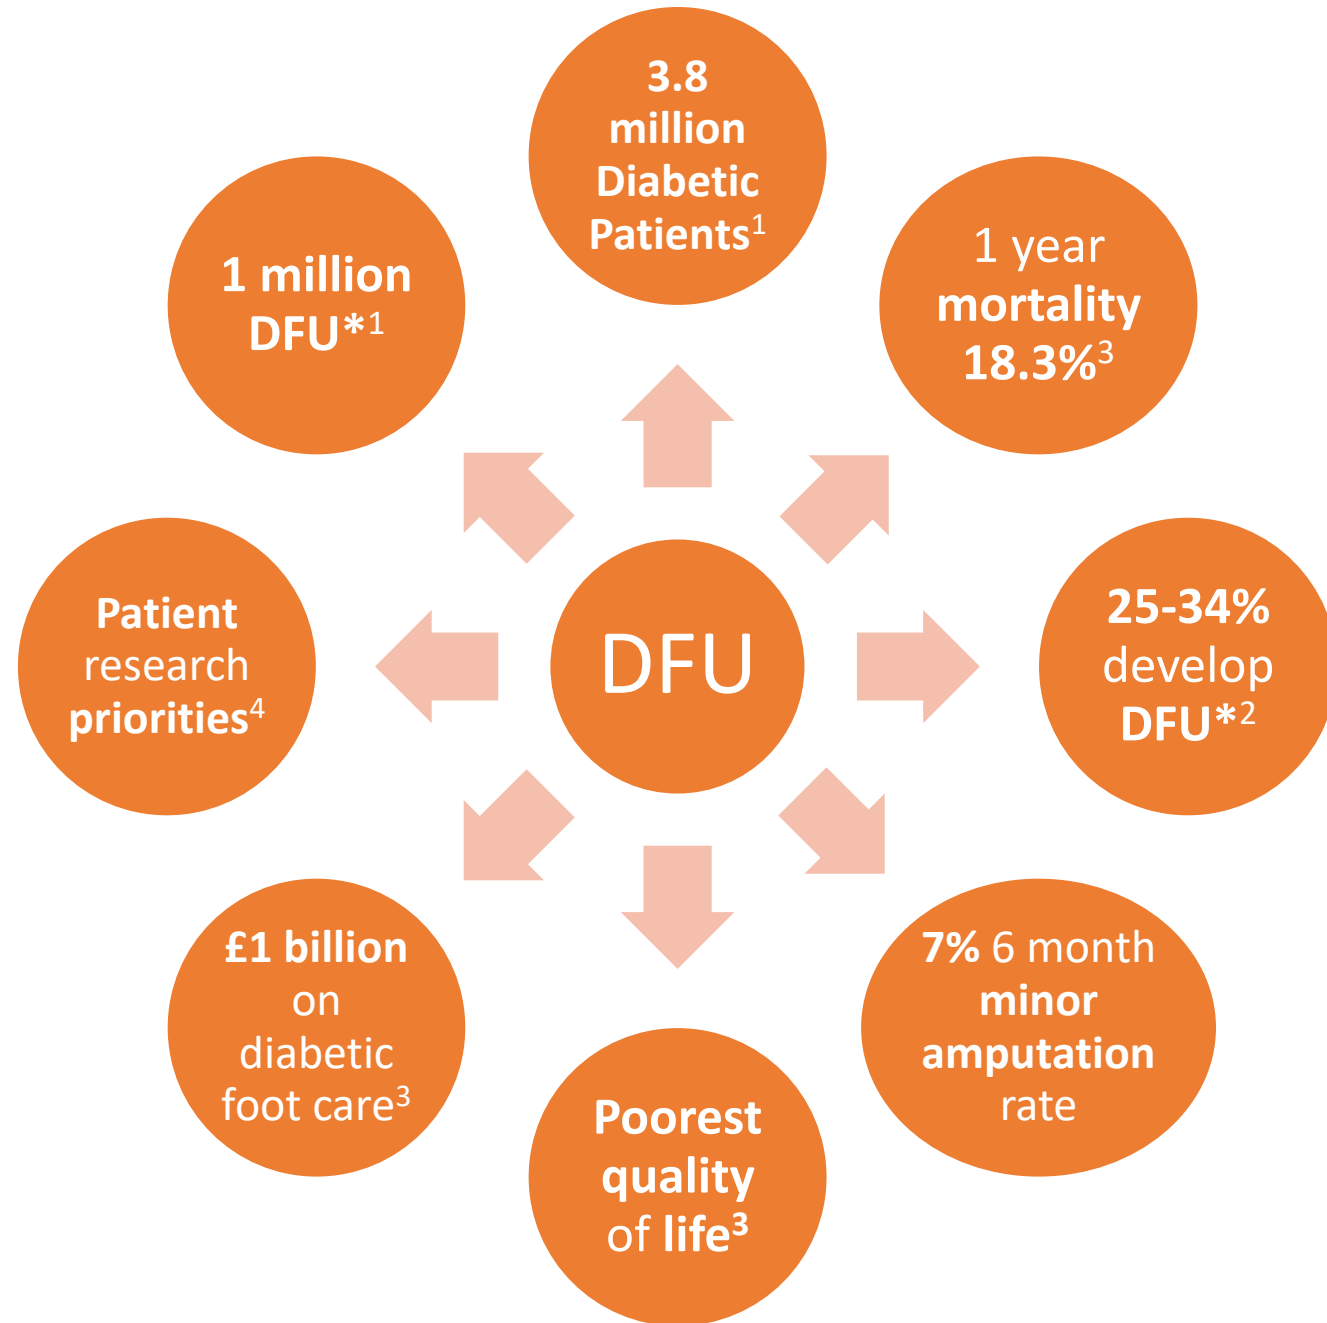 3.8
million
Diabetic
Patients¹
1 year
mortality
18.3%³
25-34%
develop
DFU*²
7% 6 month
minor
amputation
rate
Poorest
quality
of life³
£1 billion
on
diabetic
foot care³
Patient
research
priorities⁴
1 million
DFU*¹
DFU